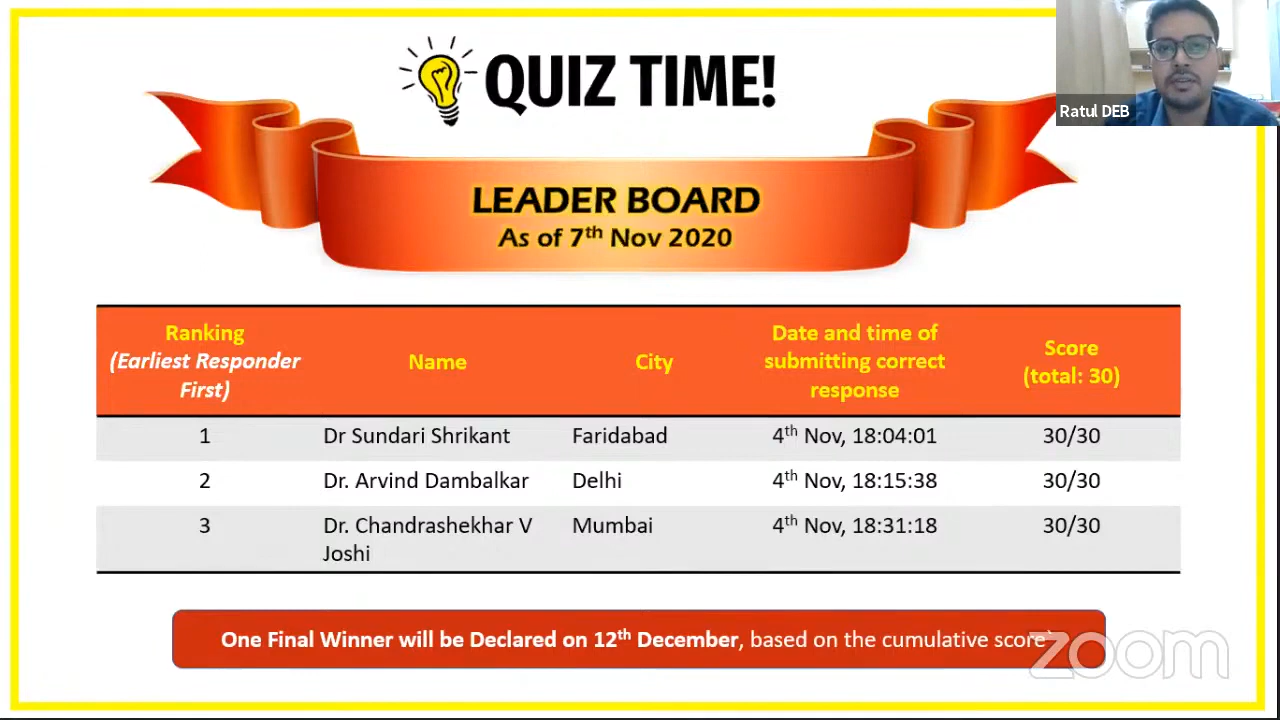 QUIZ TIME!
Ratul DEB
LEADER BOARD
As of 7th Nov 2020
Ranking
(Earliest Responder
First)
Name
City
Date and time of
submitting correct
response
Score
(total: 30)
1 Dr Sundari Shrikant Faridabad 4th Nov, 18:04:01 30/30
2 Dr. Arvind Dambalkar Delhi 4th Nov, 18:15:38 30/30
3 Dr. Chandrashekhar V Mumbai 4th Nov, 18:31:18 30/30
Joshi
One Final Winner will be Declared on 12th December, based on the cumulative score
zoom